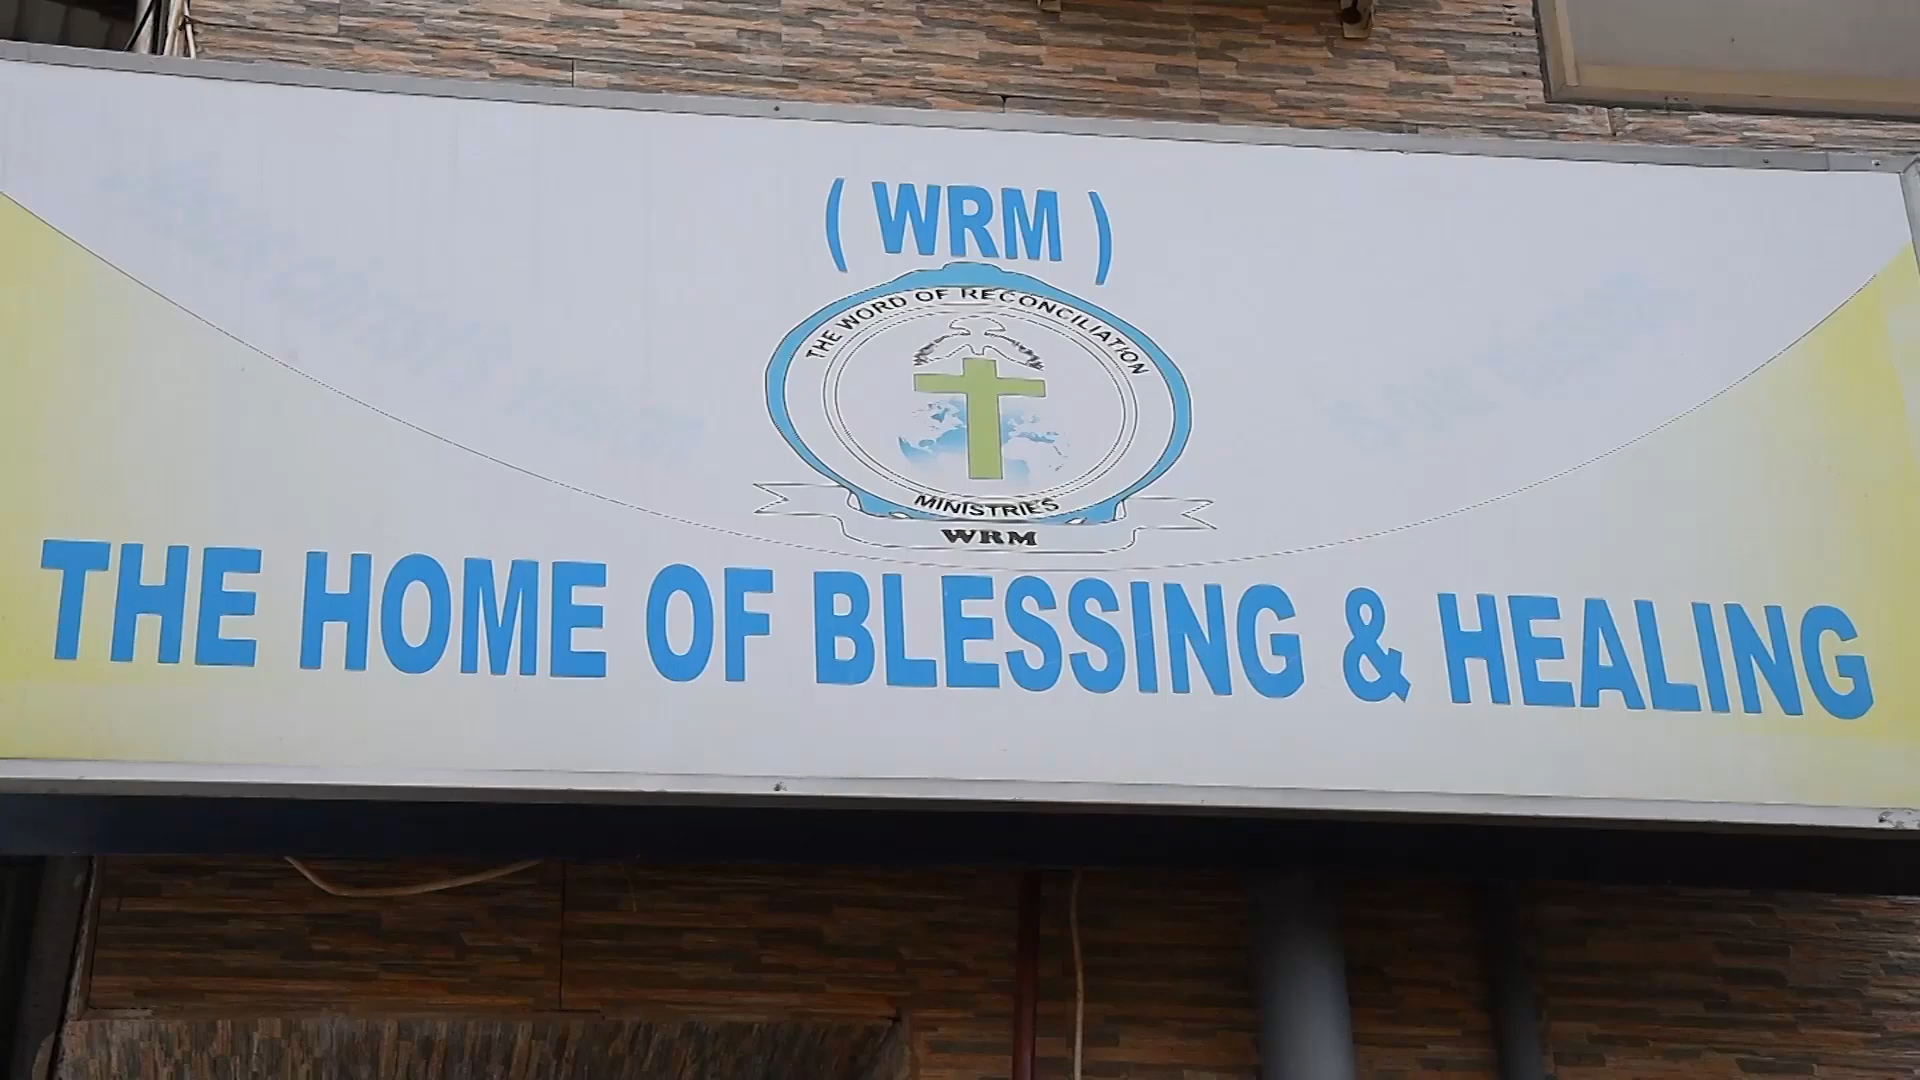 ( WRM )
THE WORD OF RECONCILIATION
MINISTRIES
WRM
THE HOME OF BLESSING & HEALING